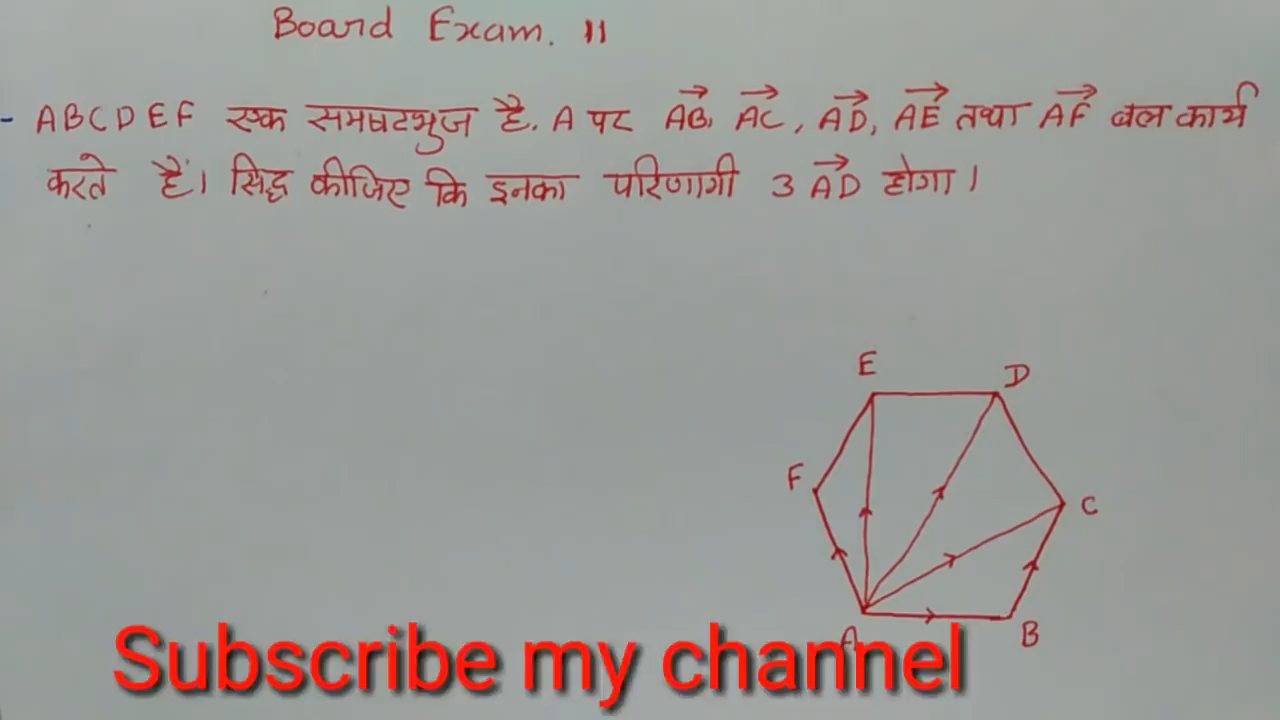 Board Exam. 11
- ABCDEF एक समषटभुज है. A पर AB, AC, AD, AE तथा AF बल कार्य
करते हैं। सिद्ध कीजिए कि इनका परिणागी 3 AD होगा।
E
D
F
C
A
B
Subscribe my channel